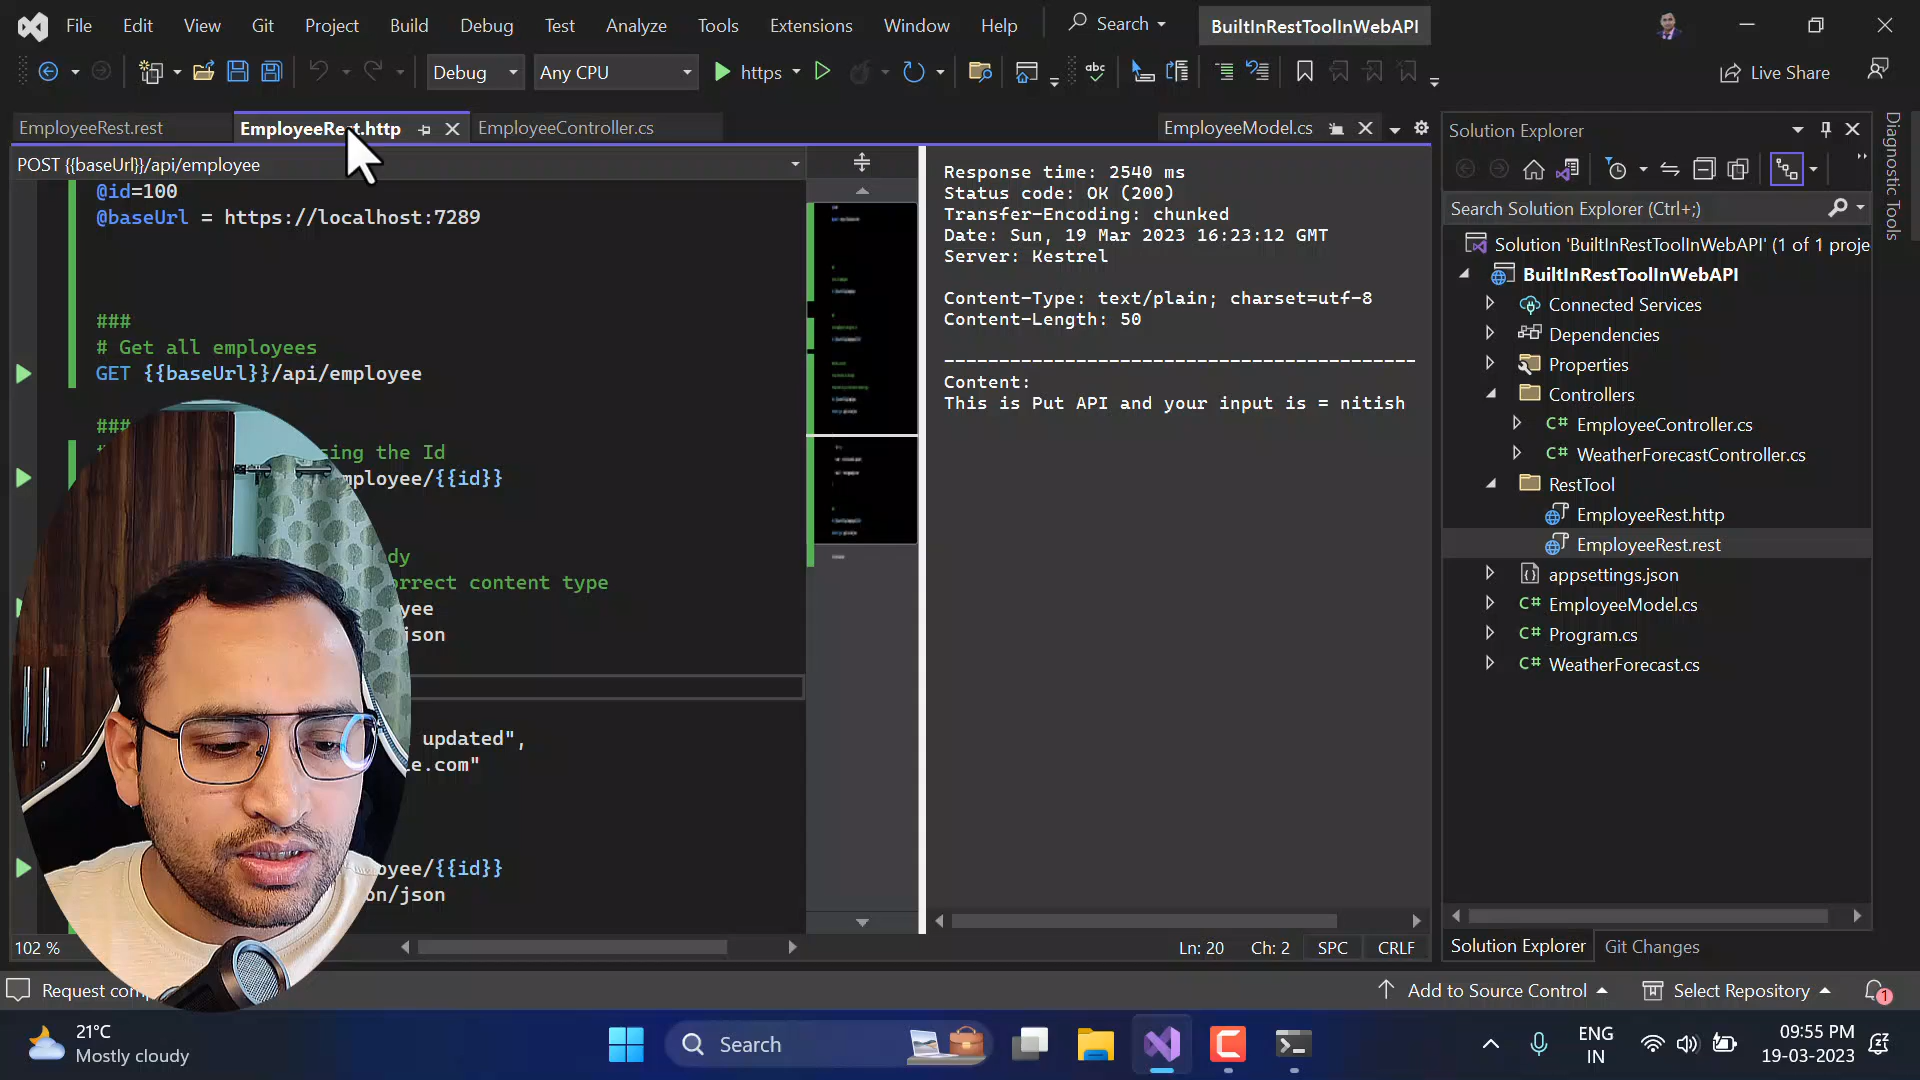 File Edit View Git Project Build Debug Test Analyze Tools Extensions Window Help Search BuiltInRestToolInWebAPI
Debug Any CPU https abc Live Share
EmployeeRest.rest EmployeeRest.http EmployeeController.cs EmployeeModel.cs
POST {{baseUrl}}/api/employee
@id=100
@baseUrl = https://localhost:7289
###
# Get all employees
GET {{baseUrl}}/api/employee
###
sing the Id
mployee/{{id}}
dy
orrect content type
yee
json
updated",
e.com"
oyee/{{id}}
on/json
102 %
Response time: 2540 ms
Status code: OK (200)
Transfer-Encoding: chunked
Date: Sun, 19 Mar 2023 16:23:12 GMT
Server: Kestrel
Content-Type: text/plain; charset=utf-8
Content-Length: 50
----------------------------------------
Content:
This is Put API and your input is = nitish
Ln: 20 Ch: 2 SPC CRLF
Solution Explorer
Search Solution Explorer (Ctrl+;)
Solution 'BuiltInRestToolInWebAPI' (1 of 1 proje
BuiltInRestToolInWebAPI
Connected Services
Dependencies
Properties
Controllers
C# EmployeeController.cs
C# WeatherForecastController.cs
RestTool
EmployeeRest.http
EmployeeRest.rest
appsettings.json
C# EmployeeModel.cs
C# Program.cs
C# WeatherForecast.cs
Solution Explorer Git Changes
Diagnostic Tools
Request com Add to Source Control Select Repository 1
21°C
Mostly cloudy
Search
ENG
IN
09:55 PM
19-03-2023